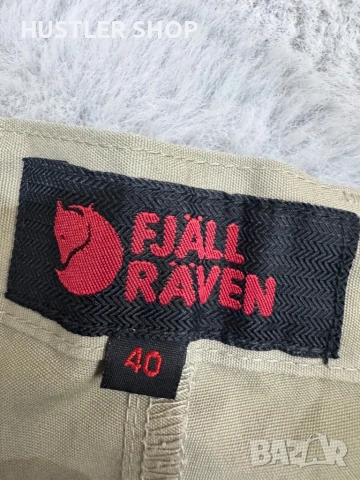 HUSTLER SHOP
FJÄLL
RÄVEN
40
BAZAR